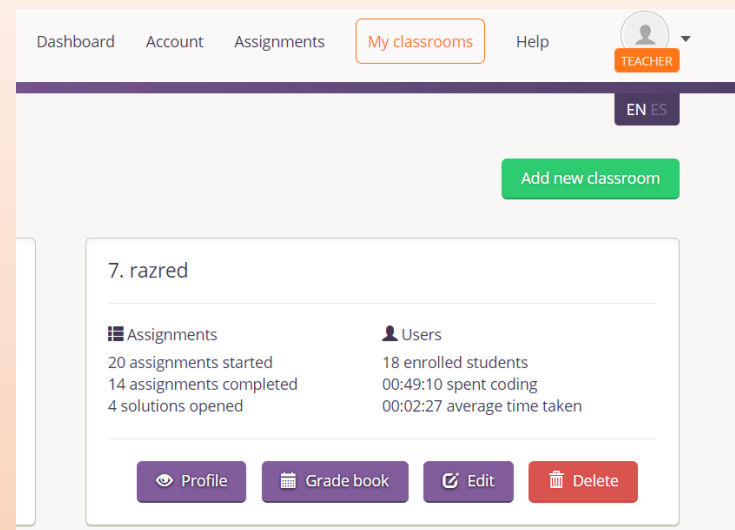 Dashboard Account Assignments My classrooms Help
TEACHER
EN ES
Add new classroom
7. razred
Assignments
20 assignments started
14 assignments completed
4 solutions opened
Users
18 enrolled students
00:49:10 spent coding
00:02:27 average time taken
Profile Grade book Edit Delete